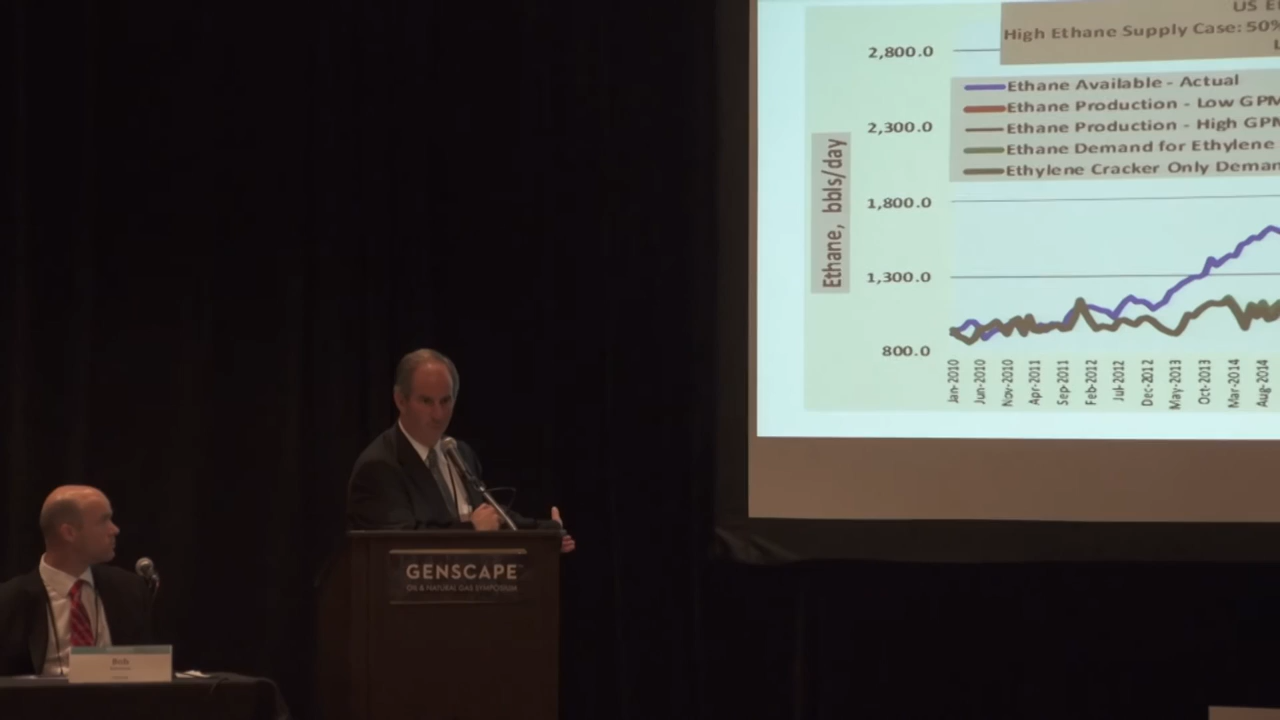 US E
High Ethane Supply Case: 50%
L
2,800.0
Ethane Available - Actual
Ethane Production - Low GPM
Ethane Production - High GPM
Ethane Demand for Ethylene
Ethylene Cracker Only Deman
2,300.0
1,800.0
1,300.0
800.0
Ethane, bbls/day
Jan-2010
Jun-2010
Nov-2010
Apr-2011
Sep-2011
Feb-2012
Jul-2012
Dec-2012
May-2013
Oct-2013
Mar-2014
Aug-2014
GENSCAPE
OIL & NATURAL GAS SYMPOSIUM
Bob